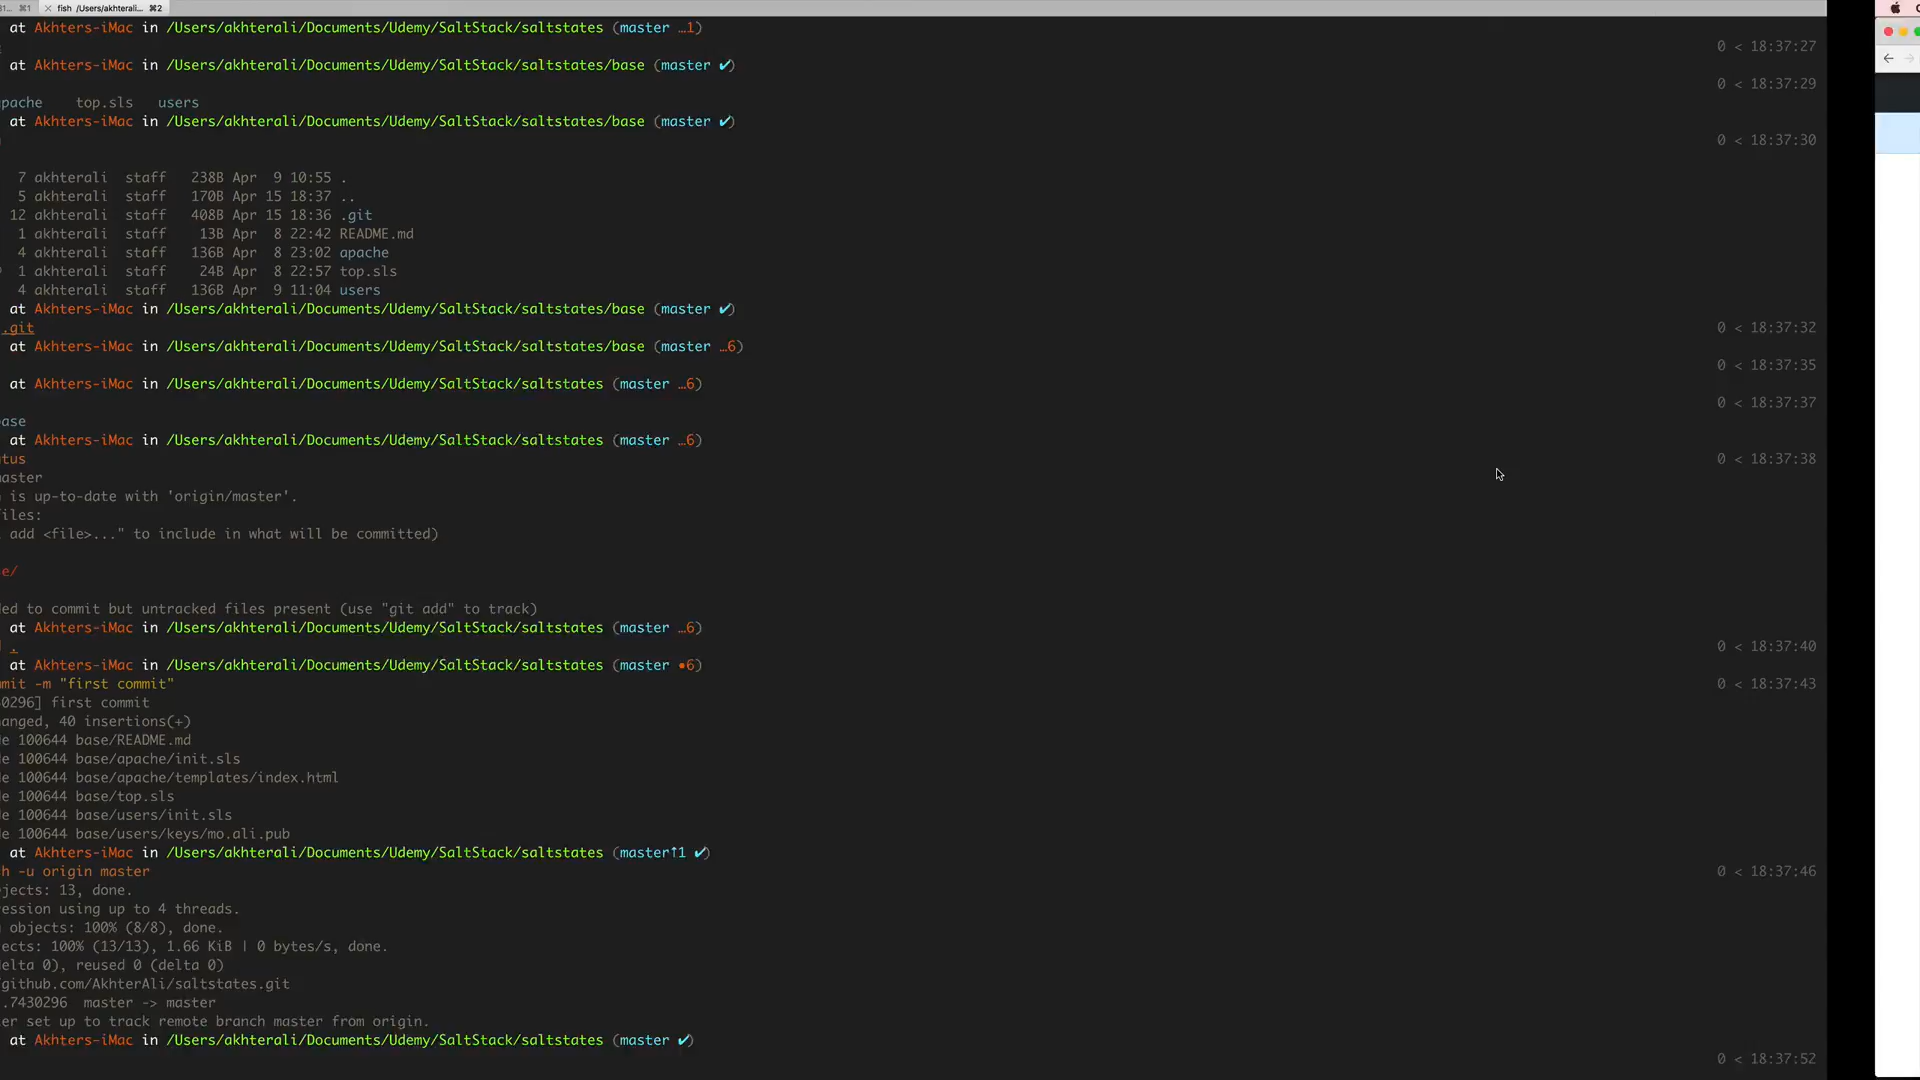 ⌘1 fish /Users/akhterali... ⌘2
at Akhters-iMac in /Users/akhterali/Documents/Udemy/SaltStack/saltstates (master …1)
0 < 18:37:27
at Akhters-iMac in /Users/akhterali/Documents/Udemy/SaltStack/saltstates/base (master ✔)
0 < 18:37:29
pache top.sls users
at Akhters-iMac in /Users/akhterali/Documents/Udemy/SaltStack/saltstates/base (master ✔)
0 < 18:37:30
7 akhterali staff 238B Apr 9 10:55 .
5 akhterali staff 170B Apr 15 18:37 ..
12 akhterali staff 408B Apr 15 18:36 .git
1 akhterali staff 13B Apr 8 22:42 README.md
4 akhterali staff 136B Apr 8 23:02 apache
1 akhterali staff 24B Apr 8 22:57 top.sls
4 akhterali staff 136B Apr 9 11:04 users
at Akhters-iMac in /Users/akhterali/Documents/Udemy/SaltStack/saltstates/base (master ✔)
.git 0 < 18:37:32
at Akhters-iMac in /Users/akhterali/Documents/Udemy/SaltStack/saltstates/base (master …6)
0 < 18:37:35
at Akhters-iMac in /Users/akhterali/Documents/Udemy/SaltStack/saltstates (master …6)
0 < 18:37:37
ase
at Akhters-iMac in /Users/akhterali/Documents/Udemy/SaltStack/saltstates (master …6)
tus 0 < 18:37:38
master
is up-to-date with 'origin/master'.
files:
add <file>..." to include in what will be committed)
e/
ded to commit but untracked files present (use "git add" to track)
at Akhters-iMac in /Users/akhterali/Documents/Udemy/SaltStack/saltstates (master …6)
. 0 < 18:37:40
at Akhters-iMac in /Users/akhterali/Documents/Udemy/SaltStack/saltstates (master •6)
mmit -m "first commit" 0 < 18:37:43
0296] first commit
anged, 40 insertions(+)
de 100644 base/README.md
de 100644 base/apache/init.sls
de 100644 base/apache/templates/index.html
de 100644 base/top.sls
de 100644 base/users/init.sls
de 100644 base/users/keys/mo.ali.pub
at Akhters-iMac in /Users/akhterali/Documents/Udemy/SaltStack/saltstates (master↑1 ✔)
h -u origin master 0 < 18:37:46
jects: 13, done.
ession using up to 4 threads.
objects: 100% (8/8), done.
ects: 100% (13/13), 1.66 KiB | 0 bytes/s, done.
elta 0), reused 0 (delta 0)
github.com/AkhterAli/saltstates.git
.7430296 master -> master
er set up to track remote branch master from origin.
at Akhters-iMac in /Users/akhterali/Documents/Udemy/SaltStack/saltstates (master ✔)
0 < 18:37:52